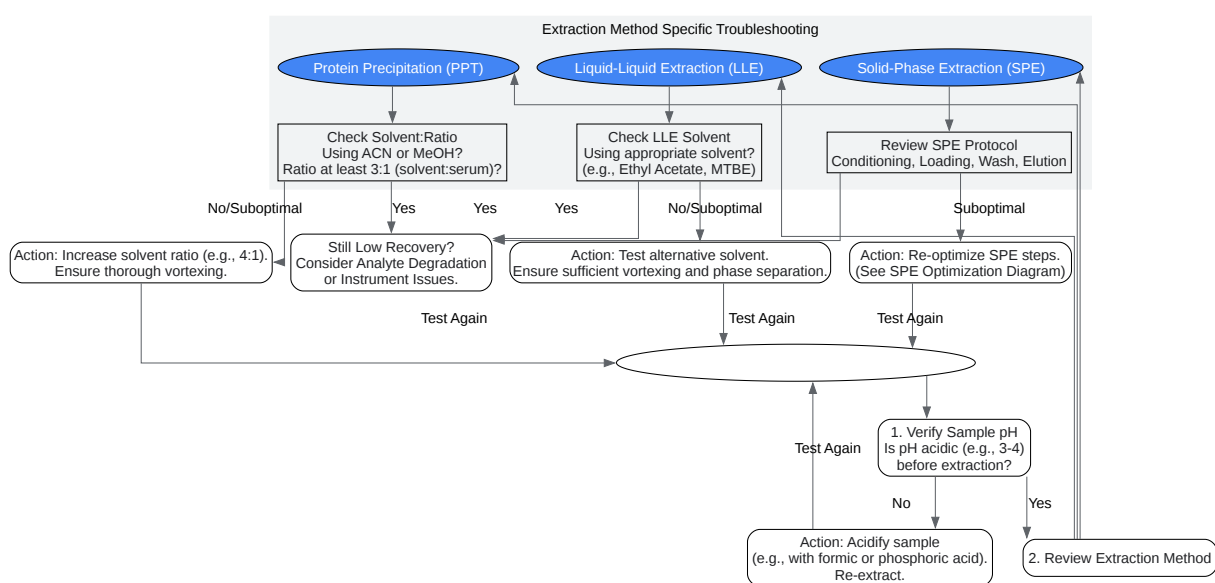 Extraction Method Specific Troubleshooting
Protein Precipitation (PPT)
Liquid-Liquid Extraction (LLE)
Solid-Phase Extraction (SPE)
Check Solvent:Ratio
Using ACN or MeOH?
Ratio at least 3:1 (solvent:serum)?
Check LLE Solvent
Using appropriate solvent?
(e.g., Ethyl Acetate, MTBE)
Review SPE Protocol
Conditioning, Loading, Wash, Elution
No/Suboptimal
Yes
Yes
Yes
No/Suboptimal
Suboptimal
Action: Increase solvent ratio (e.g., 4:1).
Ensure thorough vortexing.
Still Low Recovery?
Consider Analyte Degradation
or Instrument Issues.
Action: Test alternative solvent.
Ensure sufficient vortexing and phase separation.
Action: Re-optimize SPE steps.
(See SPE Optimization Diagram)
Test Again
Test Again
Test Again
1. Verify Sample pH
Is pH acidic (e.g., 3-4)
before extraction?
Test Again
No
Yes
Action: Acidify sample
(e.g., with formic or phosphoric acid).
Re-extract.
2. Review Extraction Method